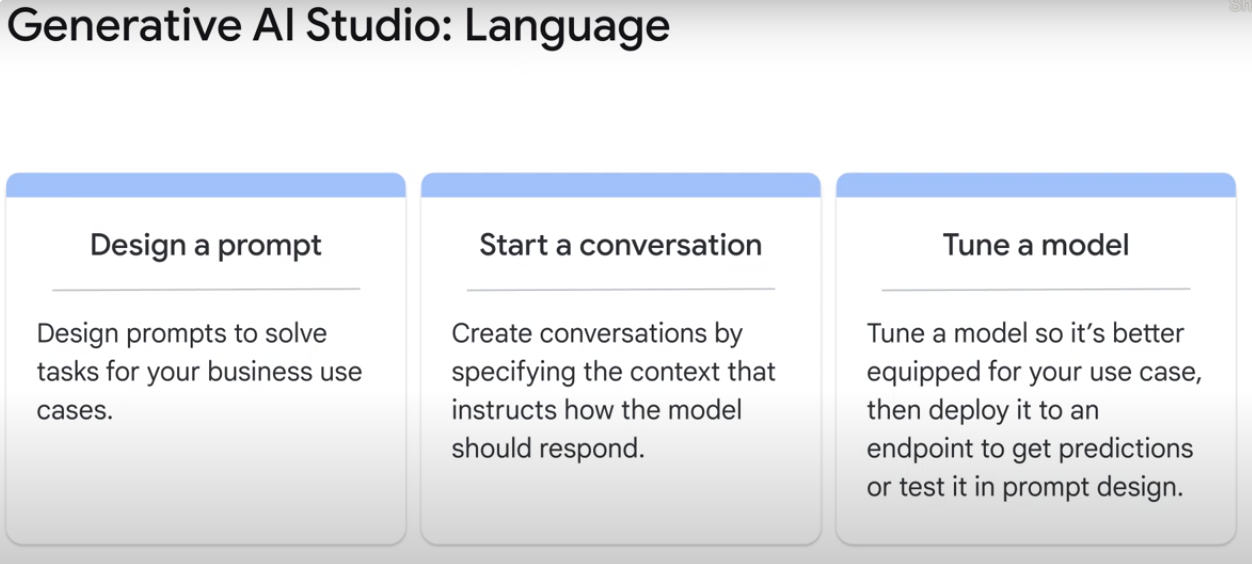 Generative AI Studio: Language
Design a prompt
Design prompts to solve
tasks for your business use
cases.
Start a conversation
Create conversations by
specifying the context that
instructs how the model
should respond.
Tune a model
Tune a model so it’s better
equipped for your use case,
then deploy it to an
endpoint to get predictions
or test it in prompt design.